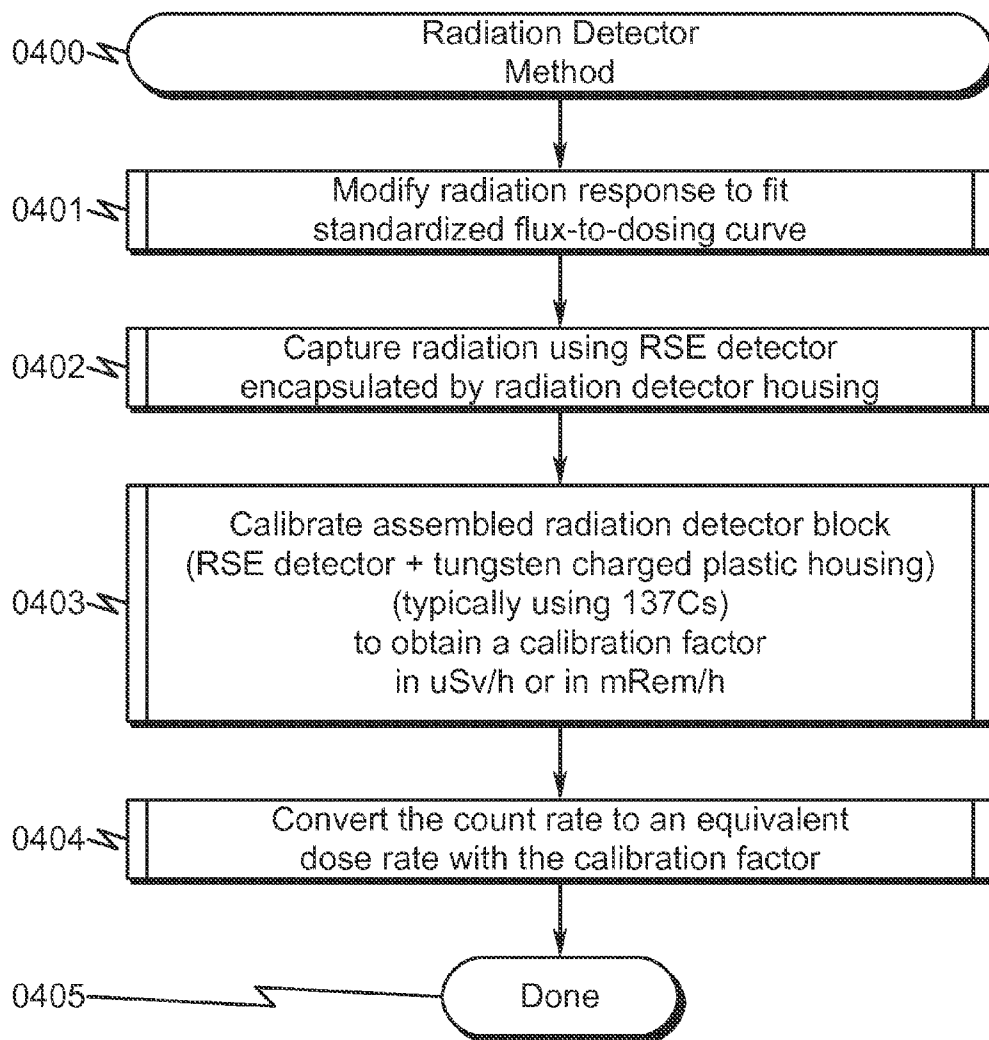 0400
Radiation Detector
Method
0401
Modify radiation response to fit
standardized flux-to-dosing curve
0402
Capture radiation using RSE detector
encapsulated by radiation detector housing
0403
Calibrate assembled radiation detector block
(RSE detector + tungsten charged plastic housing)
(typically using 137Cs)
to obtain a calibration factor
in uSv/h or in mRem/h
0404
Convert the count rate to an equivalent
dose rate with the calibration factor
0405
Done